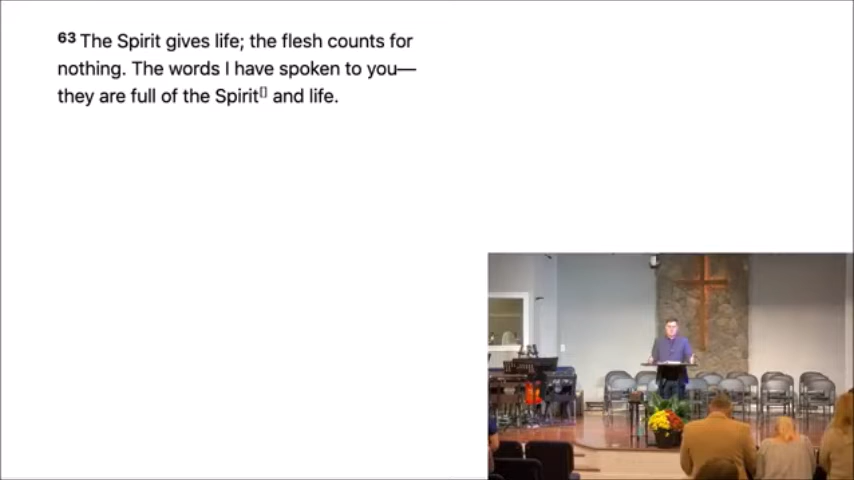 63 The Spirit gives life; the flesh counts for
nothing. The words I have spoken to you—
they are full of the Spirit[] and life.